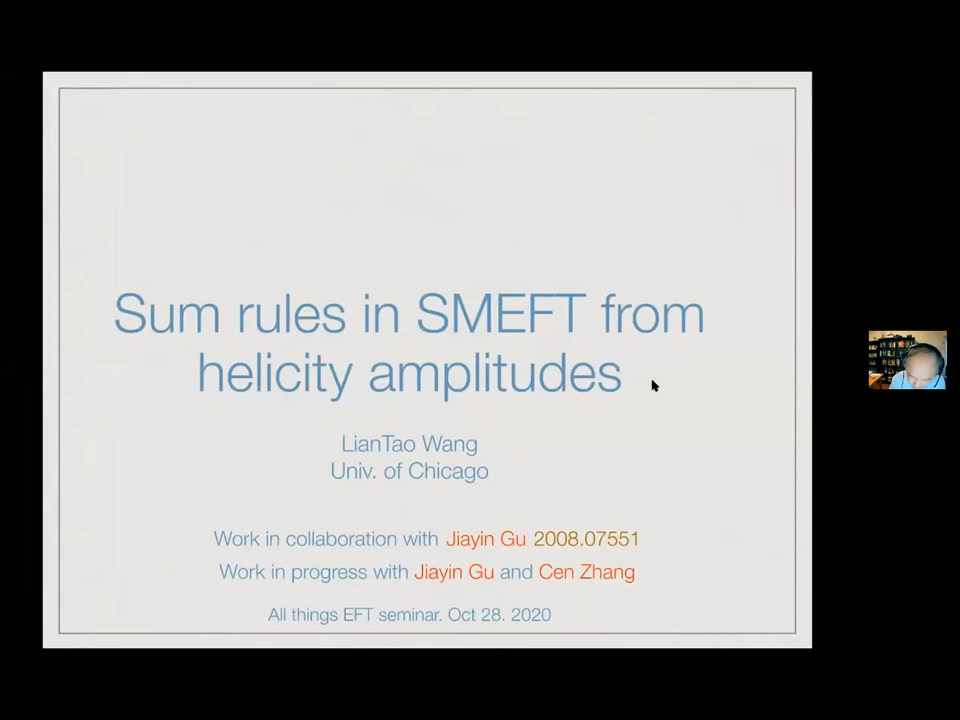 Sum rules in SMEFT from
helicity amplitudes
LianTao Wang
Univ. of Chicago
Work in collaboration with Jiayin Gu 2008.07551
Work in progress with Jiayin Gu and Cen Zhang
All things EFT seminar. Oct 28. 2020